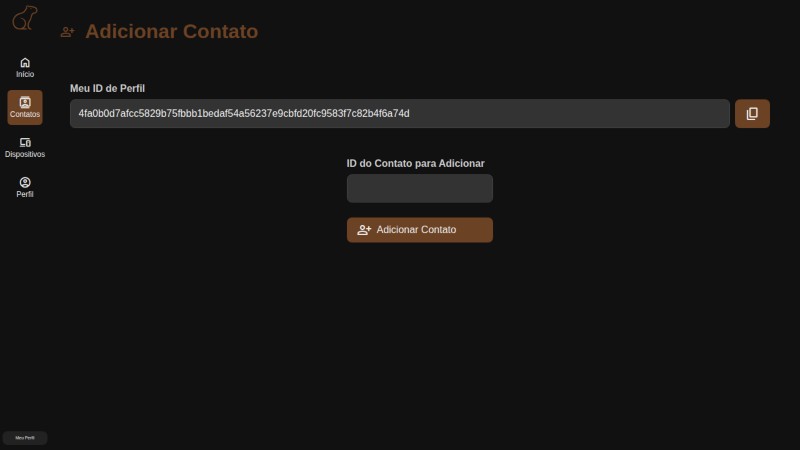 Adicionar Contato
Início
Contatos
Dispositivos
Perfil
Meu ID de Perfil
4fa0b0d7afcc5829b75fbbb1bedaf54a56237e9cbfd20fc9583f7c82b4f6a74d
ID do Contato para Adicionar
Adicionar Contato
Meu Perfil